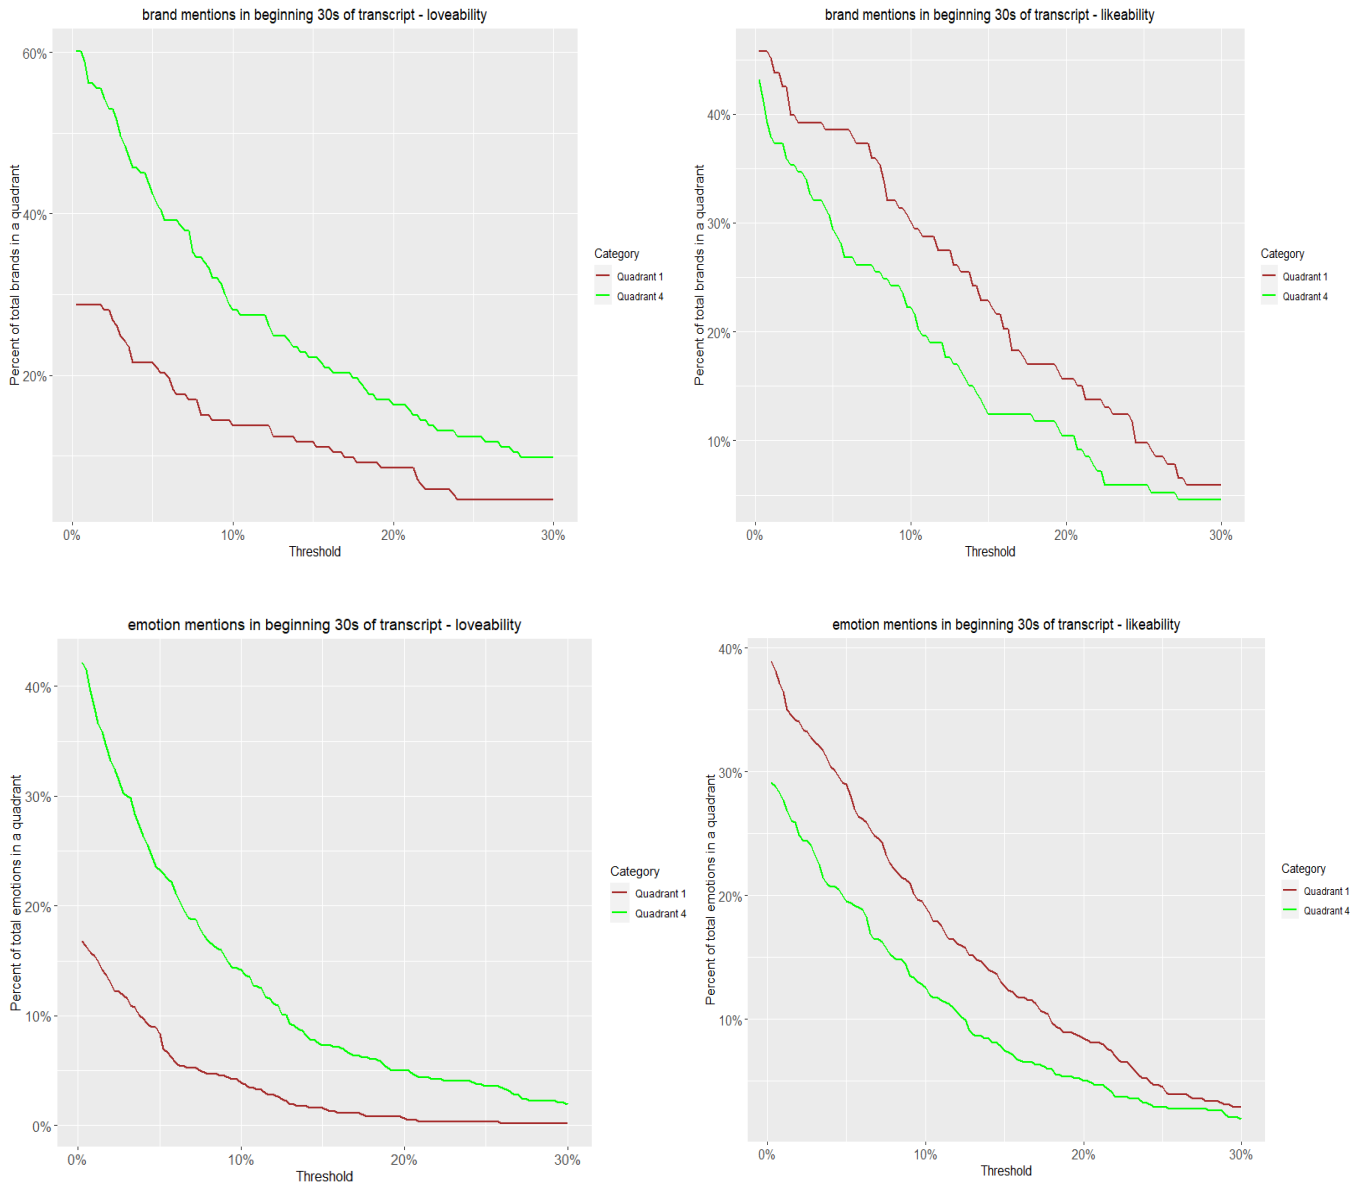 brand mentions in beginning 30s of transcript - loveability
Percent of total brands in a quadrant
60%
40%
20%
0%
10%
20%
30%
Threshold
Category
Quadrant 1
Quadrant 4
brand mentions in beginning 30s of transcript - likeability
Percent of total brands in a quadrant
40%
30%
20%
10%
0%
10%
20%
30%
Threshold
Category
Quadrant 1
Quadrant 4
emotion mentions in beginning 30s of transcript - loveability
Percent of total emotions in a quadrant
40%
30%
20%
10%
0%
0%
10%
20%
30%
Threshold
Category
Quadrant 1
Quadrant 4
emotion mentions in beginning 30s of transcript - likeability
Percent of total emotions in a quadrant
40%
30%
20%
10%
0%
10%
20%
30%
Threshold
Category
Quadrant 1
Quadrant 4